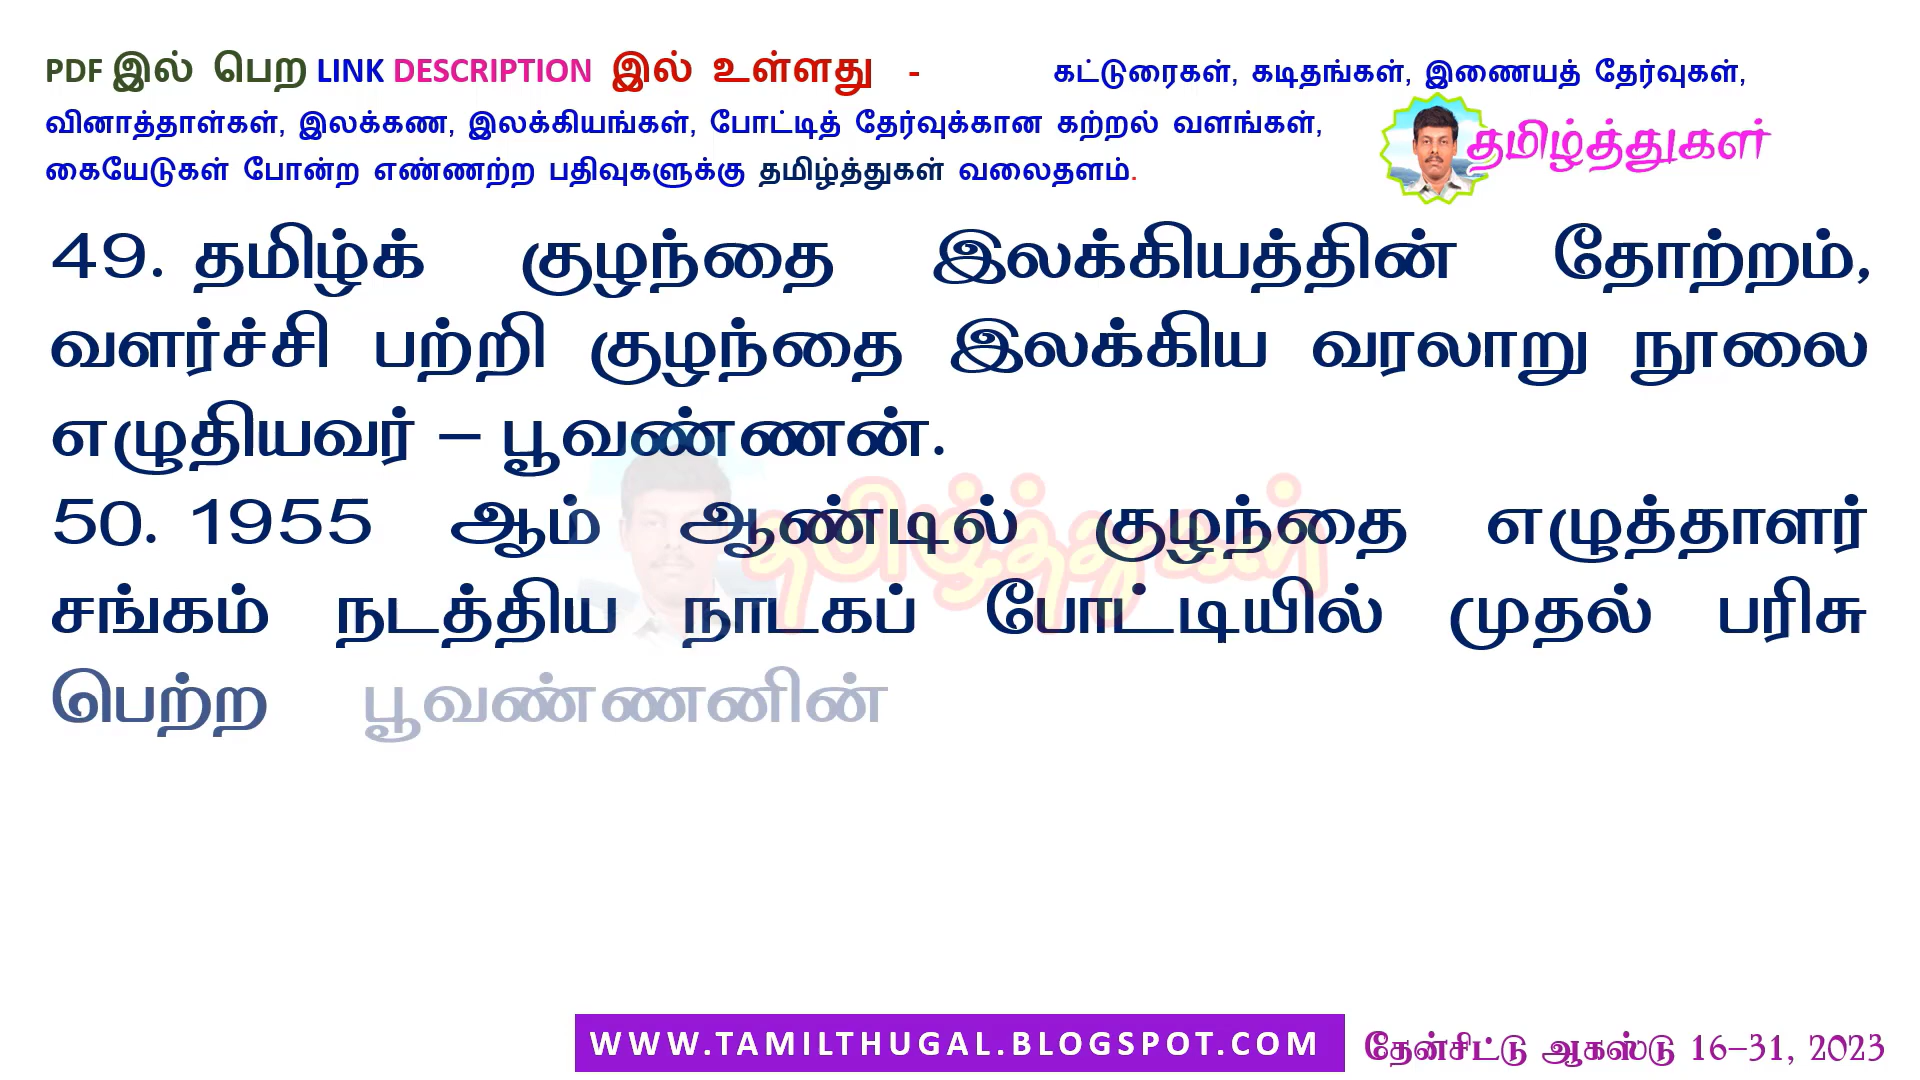 PDF இல் பெற LINK DESCRIPTION இல் உள்ளது - கட்டுரைகள், கடிதங்கள், இணையத் தேர்வுகள்,
வினாத்தாள்கள், இலக்கண, இலக்கியங்கள், போட்டித் தேர்வுக்கான கற்றல் வளங்கள்,
தமிழ்த்துகள்
கையேடுகள் போன்ற எண்ணற்ற பதிவுகளுக்கு தமிழ்த்துகள் வலைதளம்.
49. தமிழ்க் குழந்தை இலக்கியத்தின் தோற்றம்,
வளர்ச்சி பற்றி குழந்தை இலக்கிய வரலாறு நூலை
எழுதியவர் – பூவண்ணன்.
50. 1955 ஆம் ஆண்டில் குழந்தை எழுத்தாளர்
தமிழ்த்துகள்
சங்கம் நடத்திய நாடகப் போட்டியில் முதல் பரிசு
பெற்ற பூவண்ணனின்
WWW.TAMILTHUGAL.BLOGSPOT.COM தேன்சிட்டு ஆகஸ்டு 16–31, 2023